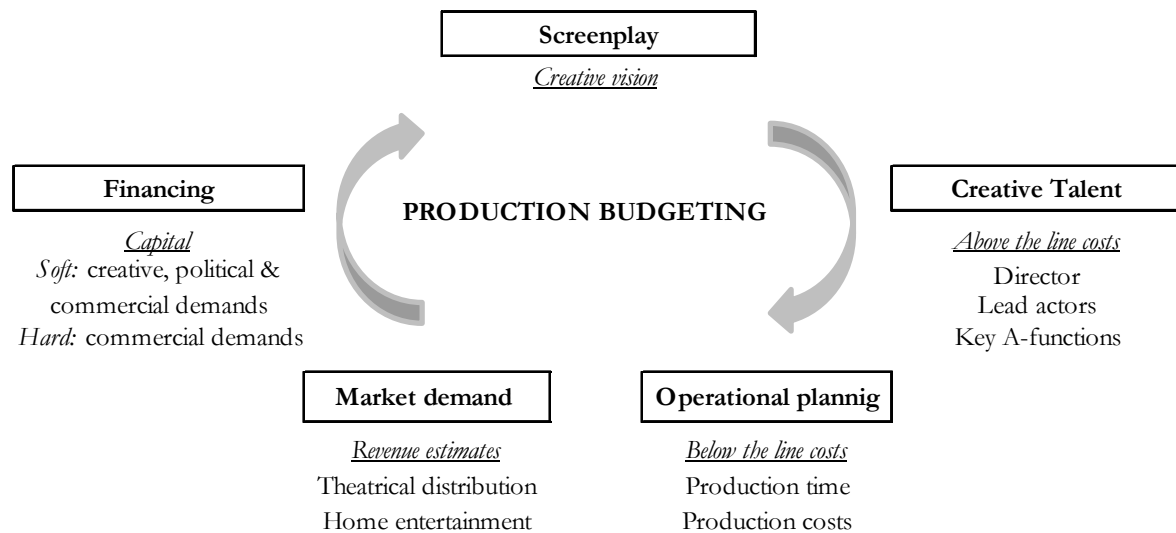 Screenplay
Creative vision
Financing
Capital
Soft: creative, political &
commercial demands
Hard: commercial demands
PRODUCTION BUDGETING
Creative Talent
Above the line costs
Director
Lead actors
Key A-functions
Market demand
Revenue estimates
Theatrical distribution
Home entertainment
Operational plannig
Below the line costs
Production time
Production costs